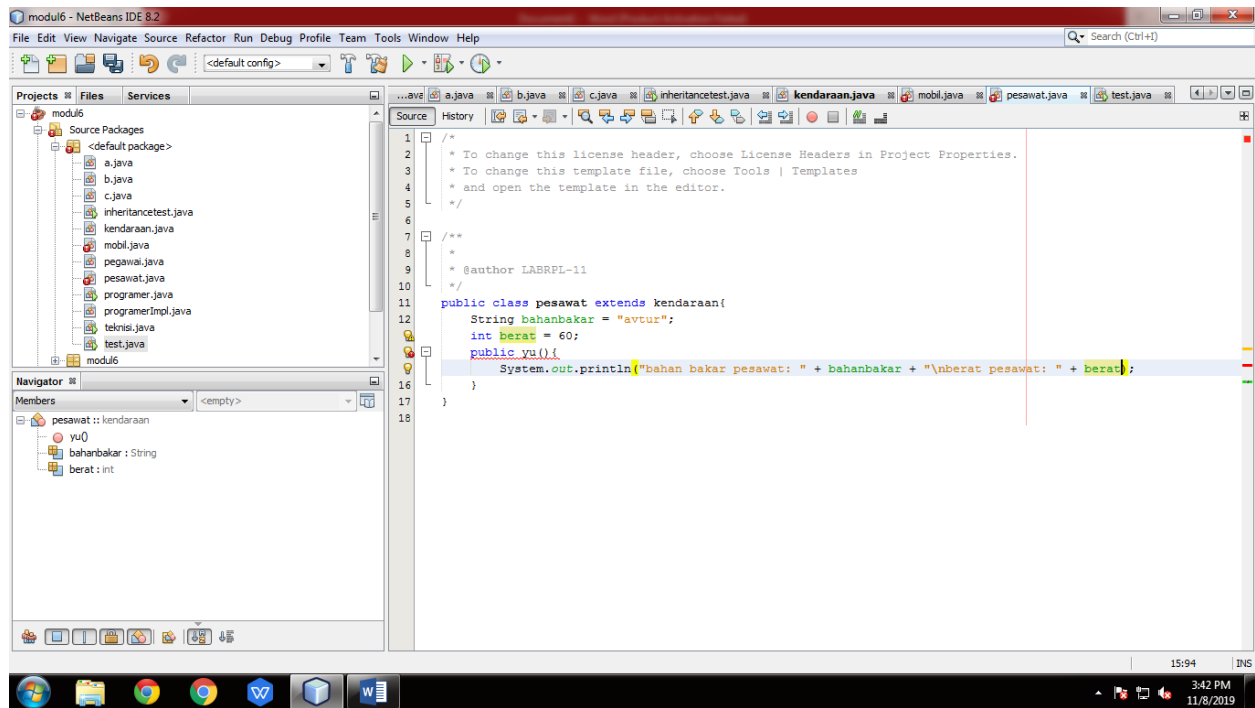 modul6 - NetBeans IDE 8.2
File Edit View Navigate Source Refactor Run Debug Profile Team Tools Window Help
Search (Ctrl+I)
<default config>
Projects Files Services
...ava a.java b.java c.java inheritancetest.java kendaraan.java mobil.java pesawat.java test.java
Source History
modul6
Source Packages
<default package>
a.java
b.java
c.java
inheritancetest.java
kendaraan.java
mobil.java
pegawai.java
pesawat.java
programer.java
programerImpl.java
teknisi.java
test.java
modul6
Navigator
Members <empty>
pesawat :: kendaraan
yu()
bahanbakar : String
berat : int
1 /*
2 * To change this license header, choose License Headers in Project Properties.
3 * To change this template file, choose Tools | Templates
4 * and open the template in the editor.
5 */
6
7 /**
8 *
9 * @author LABRPL-11
10 */
11 public class pesawat extends kendaraan{
12 String bahanbakar = "avtur";
int berat = 60;
public yu(){
System.out.println("bahan bakar pesawat: " + bahanbakar + "\nberat pesawat: " + berat);
16 }
17 }
18
15:94 INS
3:42 PM
11/8/2019